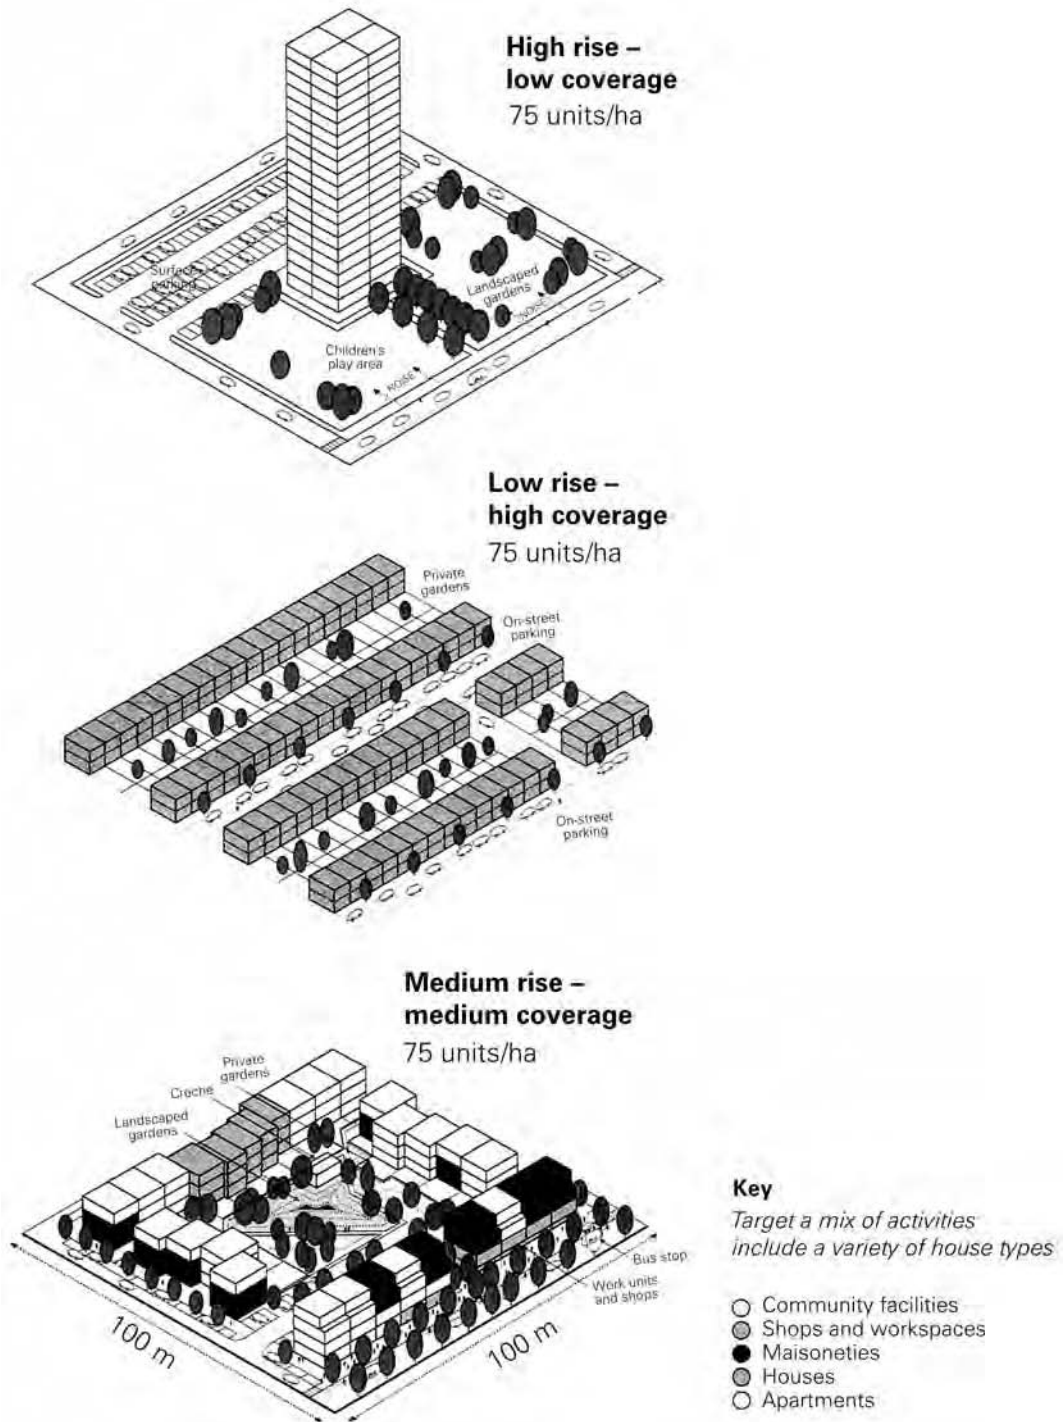 High rise –
low coverage
75 units/ha
Surface
parking
Landscaped
gardens
NOISE
Children's
play area
NOISE
Low rise –
high coverage
75 units/ha
Private
gardens
On-street
parking
On-street
parking
Medium rise –
medium coverage
75 units/ha
Private
gardens
Creche
Landscaped
gardens
Bus stop
Work units
and shops
100 m
100 m
Key
Target a mix of activities
include a variety of house types
Community facilities
Shops and workspaces
Maisoneties
Houses
Apartments